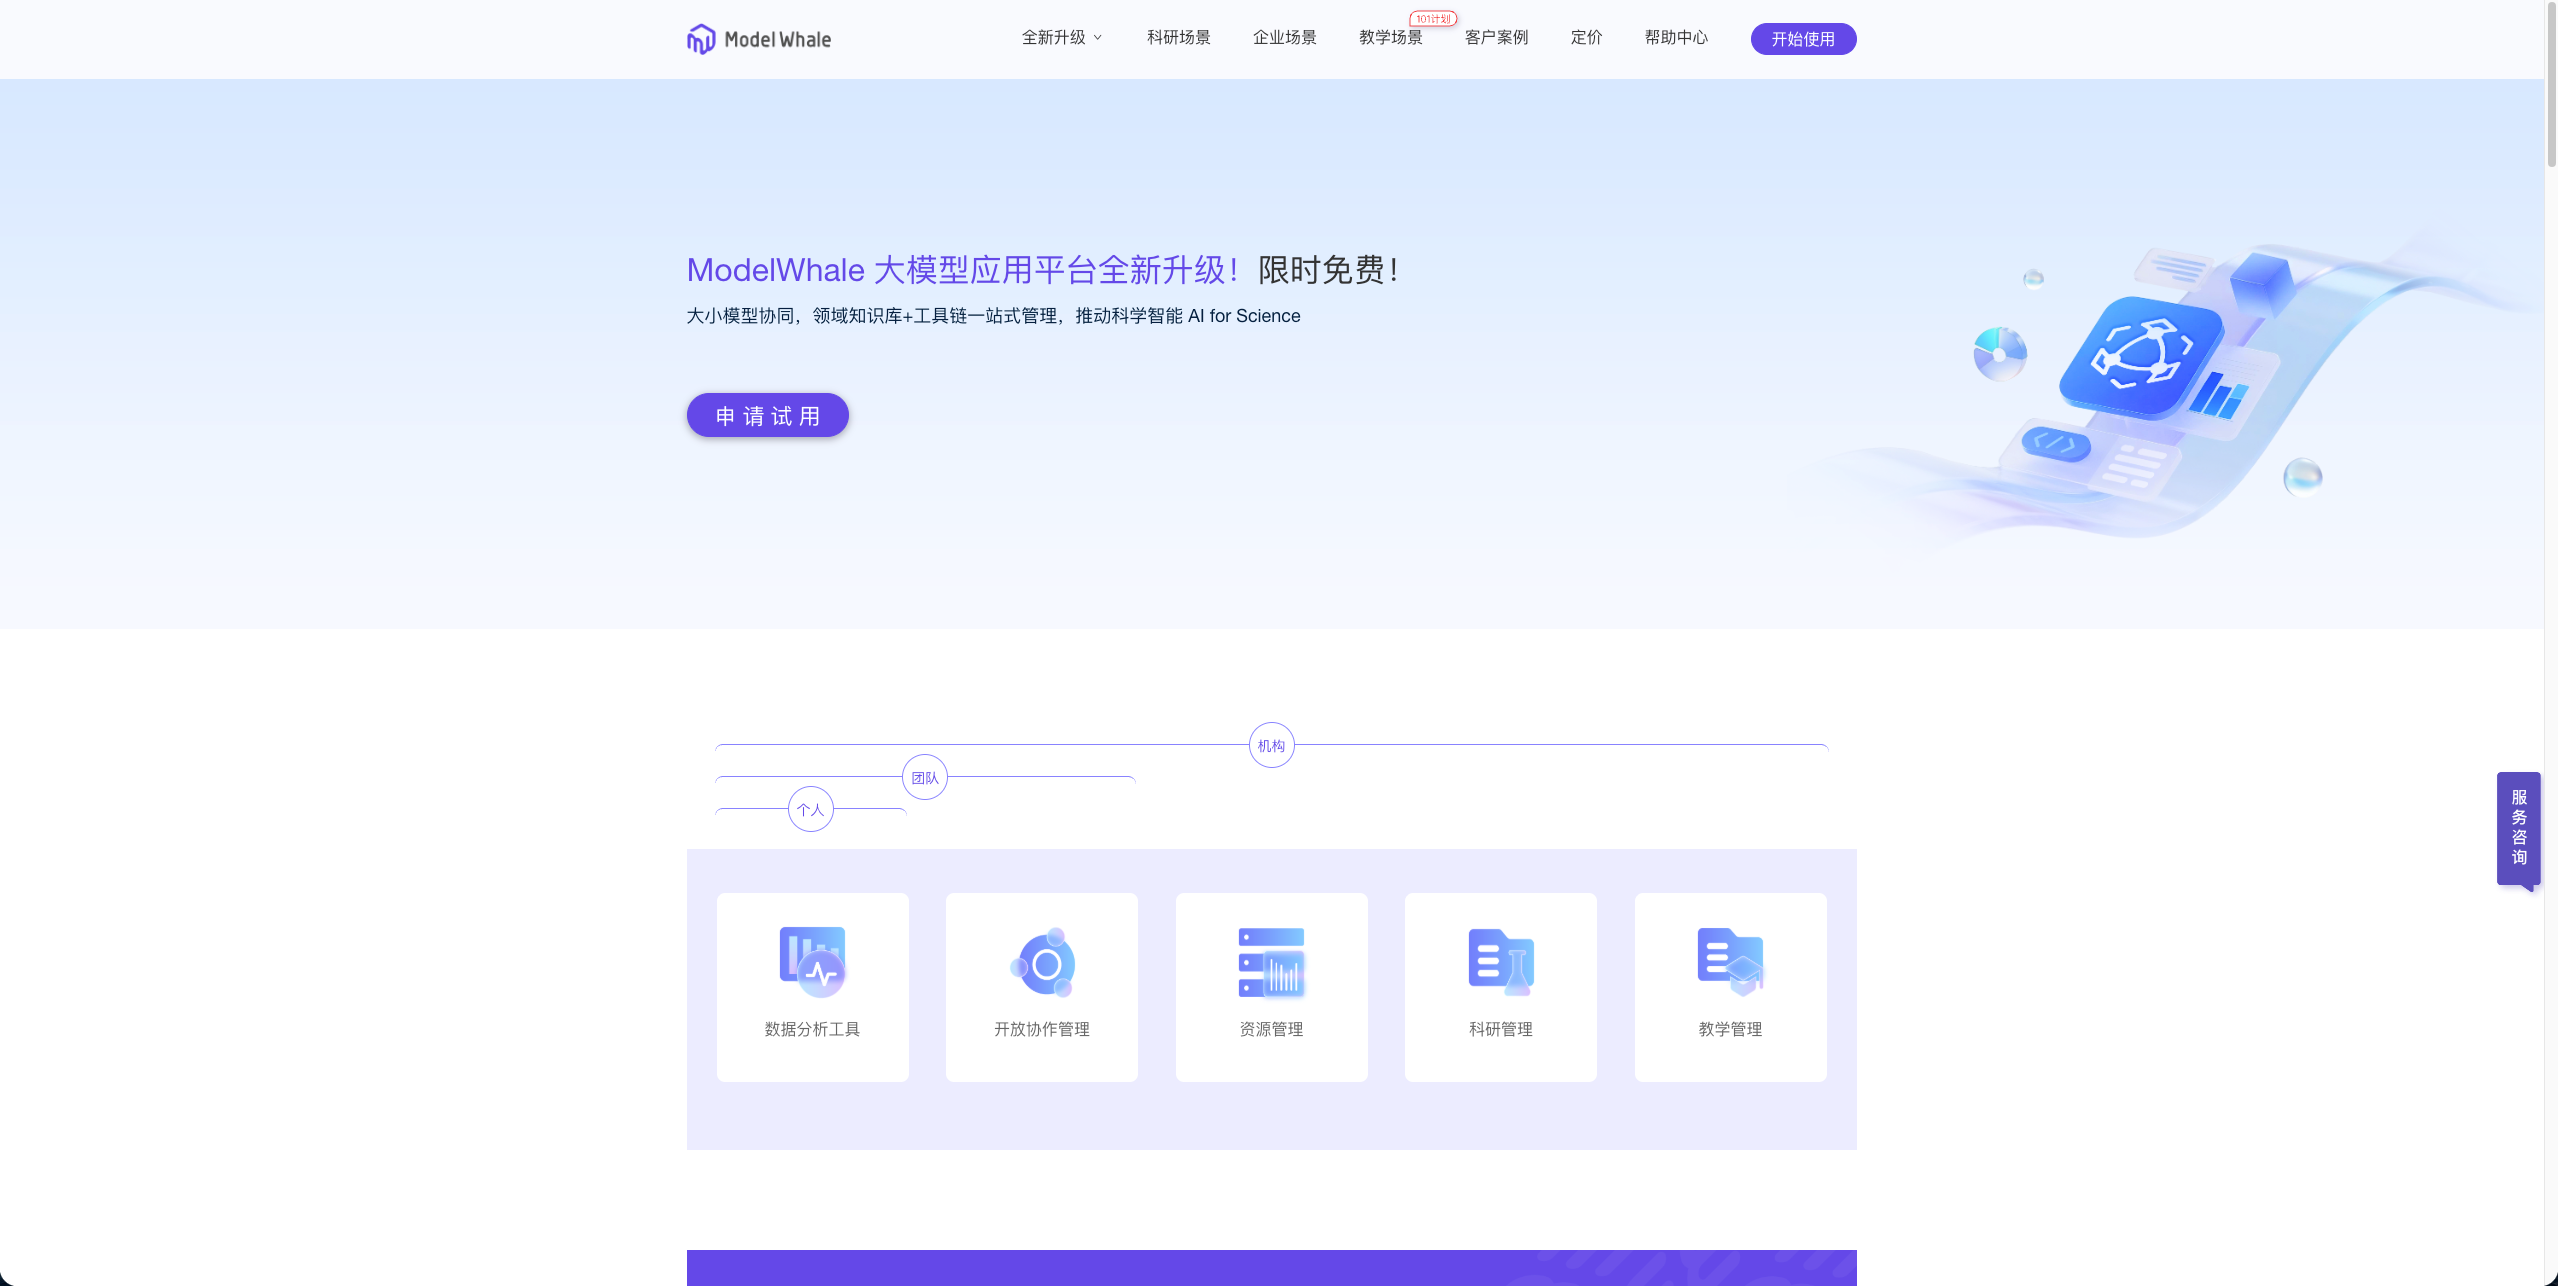 Model Whale
全新升级
科研场景
企业场景
教学场景
101计划
客户案例
定价
帮助中心
开始使用
ModelWhale 大模型应用平台全新升级！限时免费！
大小模型协同，领域知识库+工具链一站式管理，推动科学智能 AI for Science
申请试用
机构
团队
个人
服务咨询
数据分析工具
开放协作管理
资源管理
科研管理
教学管理